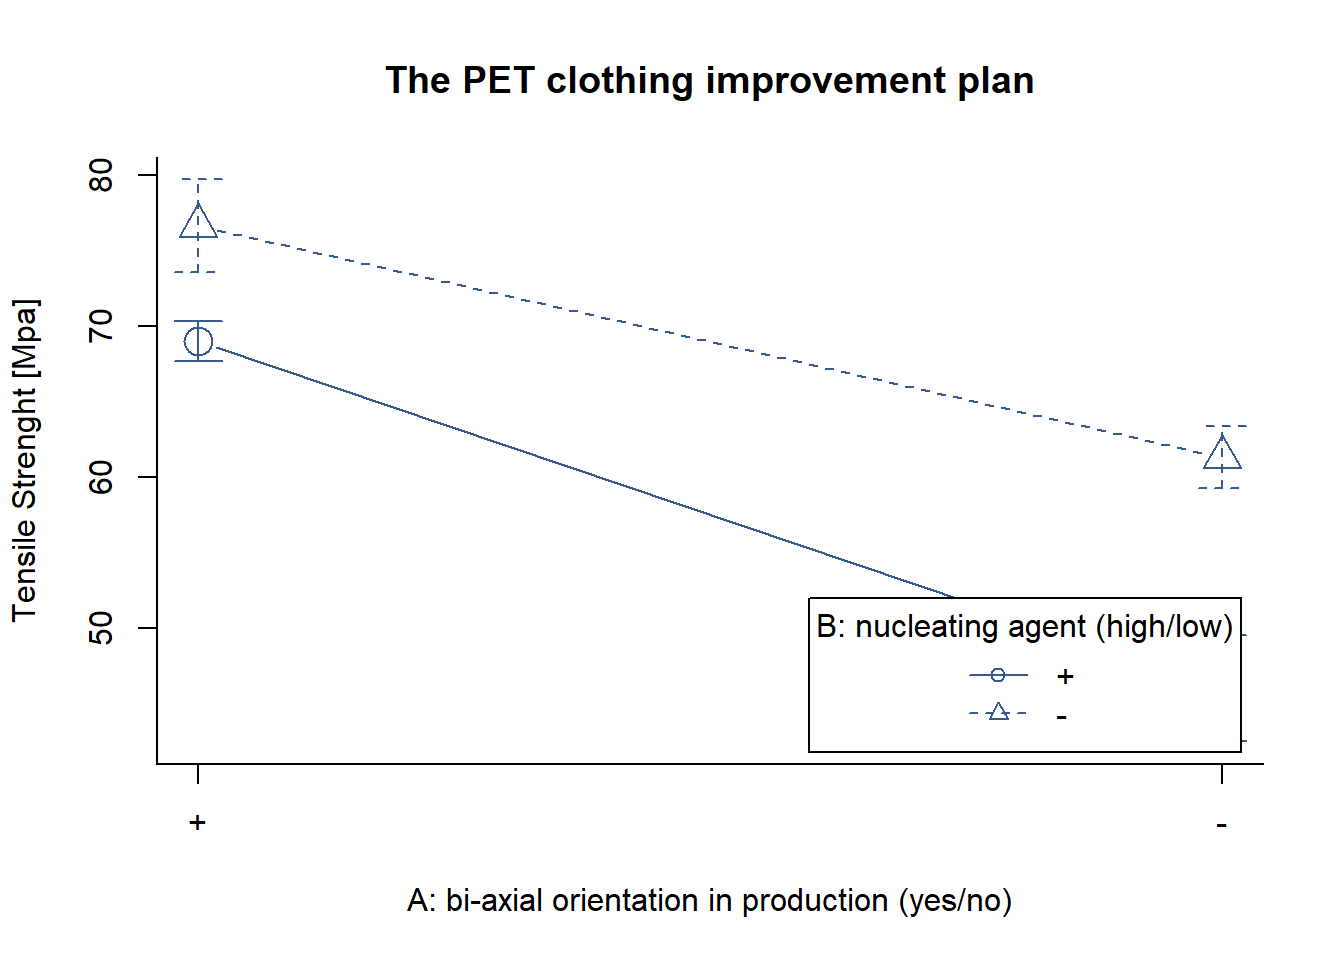 The PET clothing improvement plan
Tensile Strenght [Mpa]
80
70
60
50
B: nucleating agent (high/low)
+
-
+
-
A: bi-axial orientation in production (yes/no)